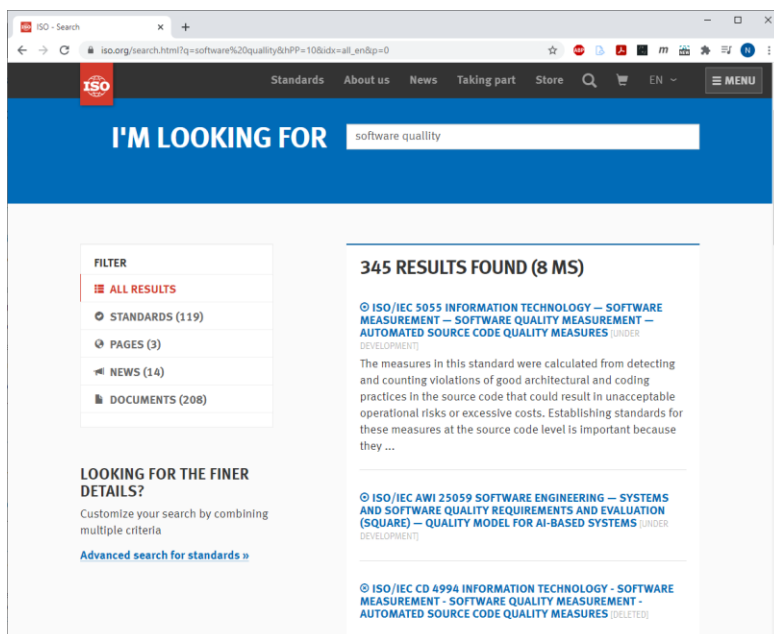 ISO - Search
iso.org/search.html?q=software%20quallity&hPP=10&idx=all_en&p=0
ABP
m
N
ISO
Standards About us News Taking part Store EN MENU
I'M LOOKING FOR
software quallity
FILTER
ALL RESULTS
STANDARDS (119)
PAGES (3)
NEWS (14)
DOCUMENTS (208)
LOOKING FOR THE FINER
DETAILS?
Customize your search by combining
multiple criteria
Advanced search for standards »
345 RESULTS FOUND (8 MS)
ISO/IEC 5055 INFORMATION TECHNOLOGY — SOFTWARE
MEASUREMENT — SOFTWARE QUALITY MEASUREMENT —
AUTOMATED SOURCE CODE QUALITY MEASURES [UNDER
DEVELOPMENT]
The measures in this standard were calculated from detecting
and counting violations of good architectural and coding
practices in the source code that could result in unacceptable
operational risks or excessive costs. Establishing standards for
these measures at the source code level is important because
they ...
ISO/IEC AWI 25059 SOFTWARE ENGINEERING — SYSTEMS
AND SOFTWARE QUALITY REQUIREMENTS AND EVALUATION
(SQUARE) — QUALITY MODEL FOR AI-BASED SYSTEMS [UNDER
DEVELOPMENT]
ISO/IEC CD 4994 INFORMATION TECHNOLOGY - SOFTWARE
MEASUREMENT - SOFTWARE QUALITY MEASUREMENT -
AUTOMATED SOURCE CODE QUALITY MEASURES [DELETED]